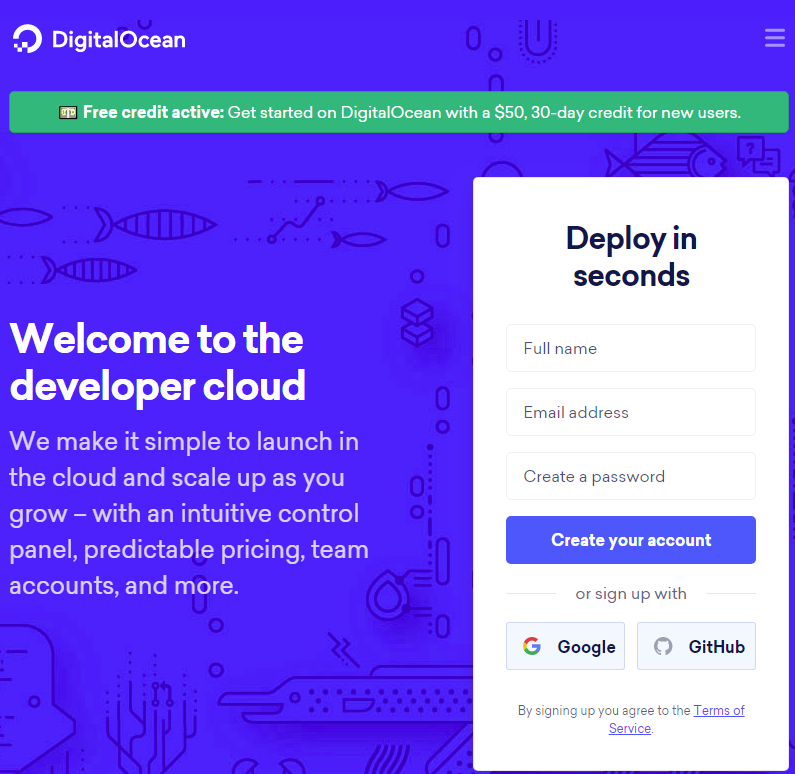 DigitalOcean
Free credit active: Get started on DigitalOcean with a $50, 30-day credit for new users.
Welcome to the
developer cloud
We make it simple to launch in
the cloud and scale up as you
grow – with an intuitive control
panel, predictable pricing, team
accounts, and more.
Deploy in
seconds
Full name
Email address
Create a password
Create your account
or sign up with
Google
GitHub
By signing up you agree to the Terms of
Service.